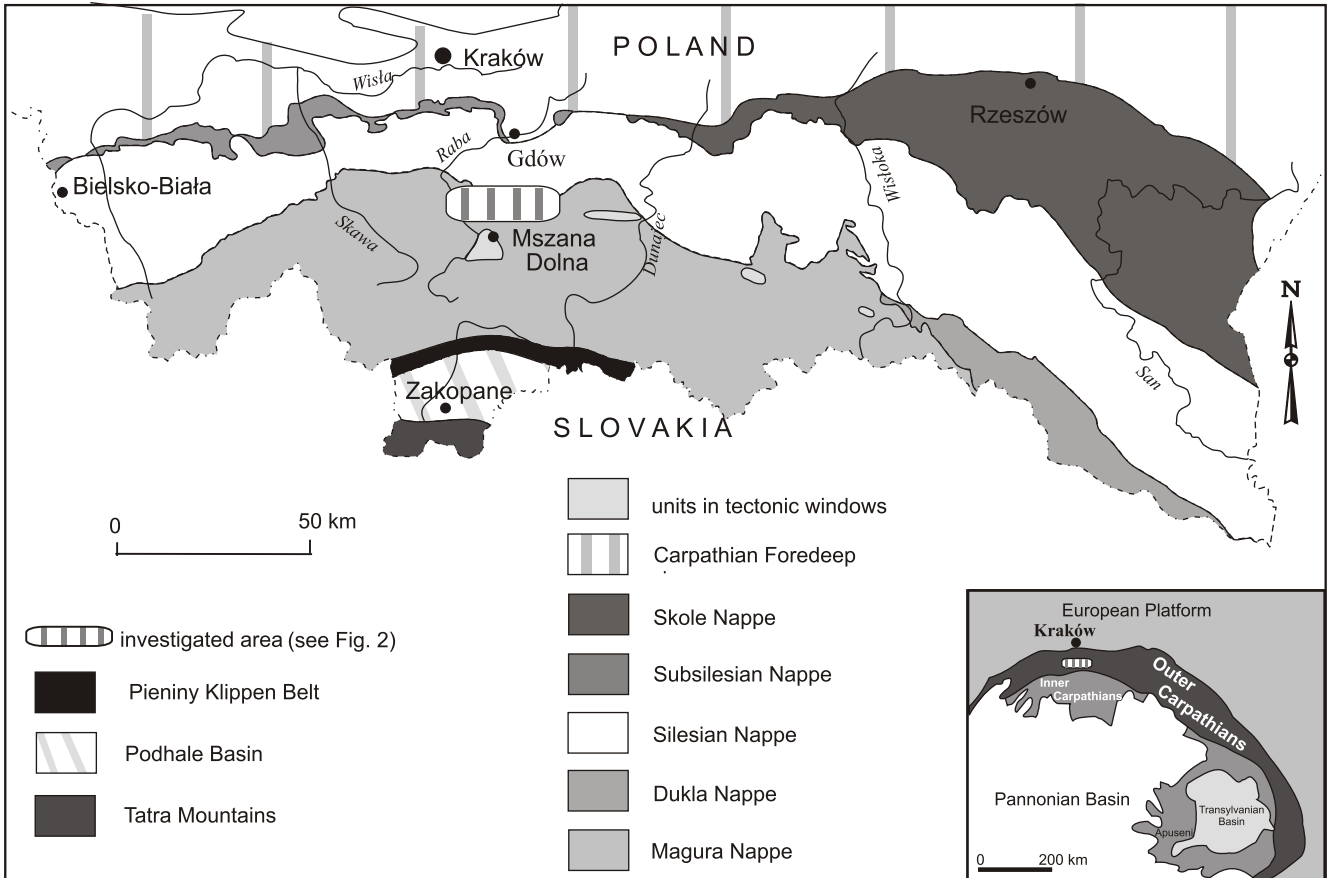 POLAND
Kraków
Wisła
Rzeszów
Raba
Gdów
Wisłoka
Bielsko-Biała
Skawa
Mszana
Dolna
Dunajec
N
San
Zakopane
SLOVAKIA
0 50 km
units in tectonic windows
Carpathian Foredeep
Skole Nappe
Subsilesian Nappe
Silesian Nappe
Dukla Nappe
Magura Nappe
investigated area (see Fig. 2)
Pieniny Klippen Belt
Podhale Basin
Tatra Mountains
European Platform
Kraków
Outer
Carpathians
Inner
Carpathians
Pannonian Basin
Transylvanian
Basin
Apuseni
0 200 km